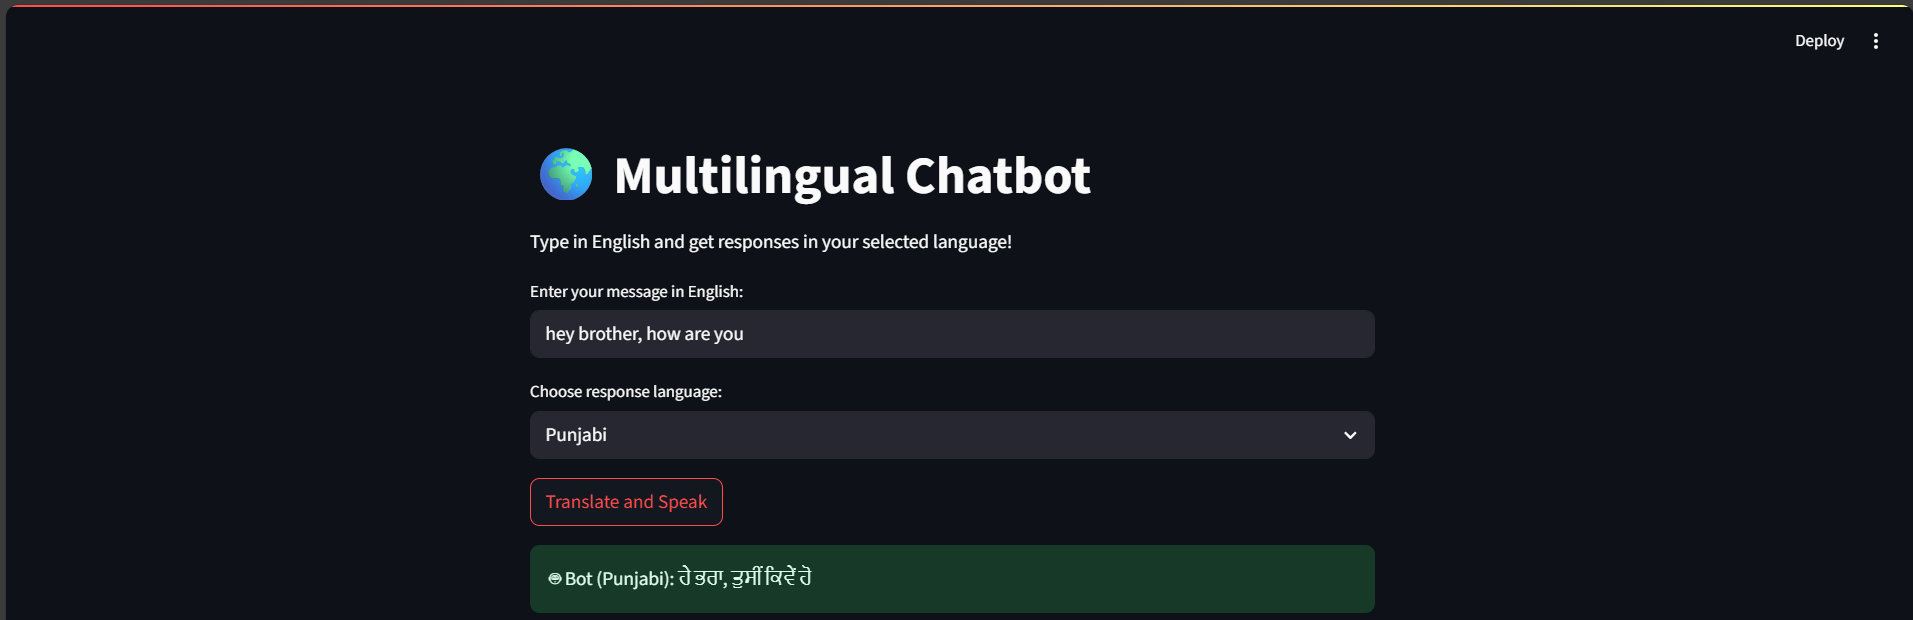 Deploy
🌍 Multilingual Chatbot
Type in English and get responses in your selected language!
Enter your message in English:
hey brother, how are you
Choose response language:
Punjabi
Translate and Speak
Bot (Punjabi): ਹੇ ਭਰਾ, ਤੁਸੀਂ ਕਿਵੇਂ ਹੋ